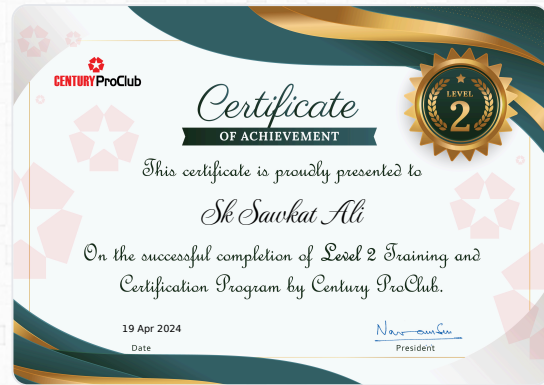 CENTURY ProClub
Certificate
OF ACHIEVEMENT
LEVEL
2
This certificate is proudly presented to
Sk Sawkat Ali
On the successful completion of Level 2 Training and
Certification Program by Century ProClub.
19 Apr 2024
Date
President